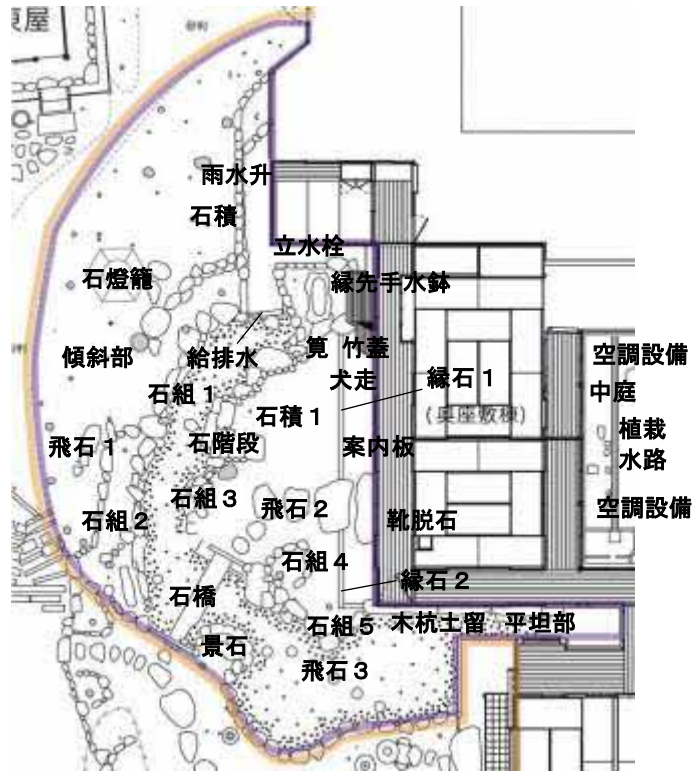 東屋
雨水升
石積
立水栓
石燈籠
縁先手水鉢
傾斜部
給排水
筧 竹蓋
犬走
縁石1
空調設備
中庭
石組1
石積1
(奥座敷棟)
植栽
飛石1
石階段
案内板
水路
石組3
飛石2
靴脱石
空調設備
石組2
石組4
縁石2
石橋
石組5
木杭土留
平坦部
景石
飛石3